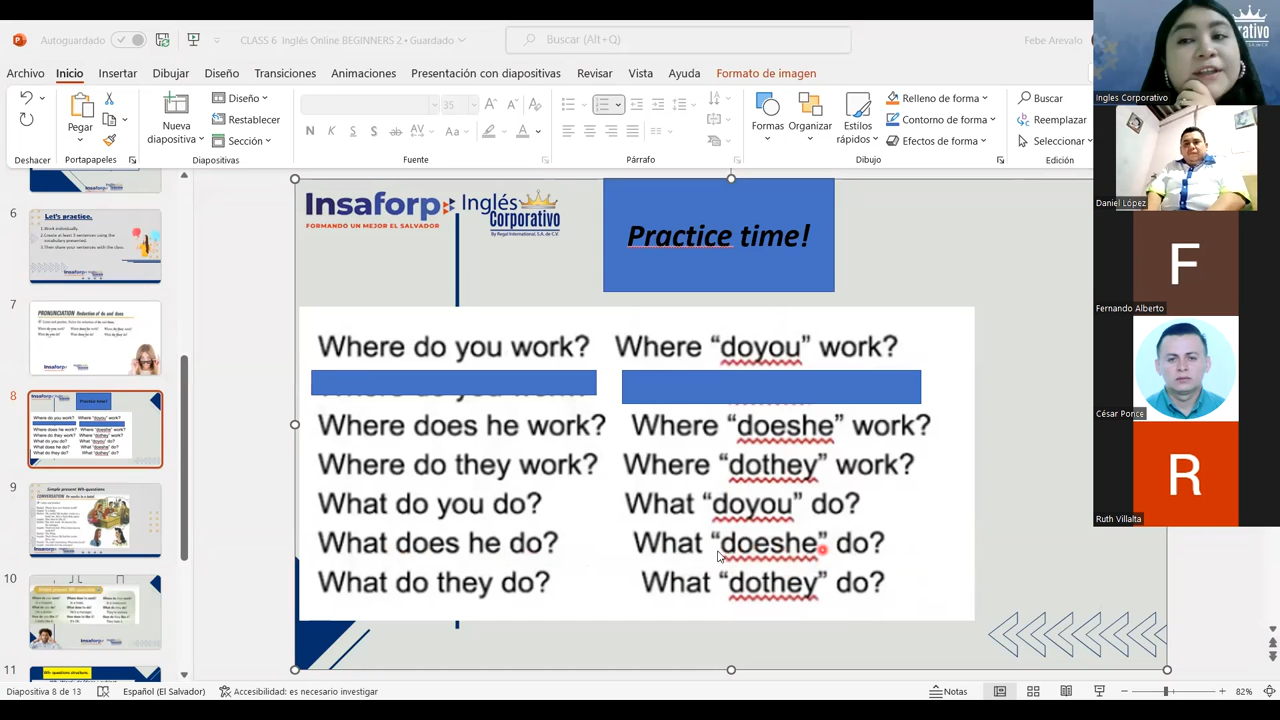 Autoguardado
CLASS 6 Inglés Online BEGINNERS 2 • Guardado
Buscar (Alt+Q)
Febe Arevalo
Archivo Inicio Insertar Dibujar Diseño Transiciones Animaciones Presentación con diapositivas Revisar Vista Ayuda Formato de imagen
Pegar
Nueva diapositiva
Diseño
Restablecer
Sección
35
Formas
Organizar
Estilos rápidos
Relleno de forma
Contorno de forma
Efectos de forma
Buscar
Reemplazar
Seleccionar
Deshacer Portapapeles Diapositivas Fuente Párrafo Dibujo Edición
6
Let's practice.
7
8
9
10
11
Insaforp
FORMANDO UN MEJOR EL SALVADOR
Inglés
Corporativo
By Regal International, S.A. de C.V.
Practice time!
Where do you work? Where “doyou” work?
Where does he work? Where “doeshe” work?
Where do they work? Where “dothey” work?
What do you do? What “doyou” do?
What does he do? What “doeshe” do?
What do they do? What “dothey” do?
Ingles Corporativo
Daniel López
F
Fernando Alberto
César Ponce
R
Ruth Villalta
Diapositiva 8 de 13
Español (El Salvador)
Accesibilidad: es necesario investigar
Notas
82%